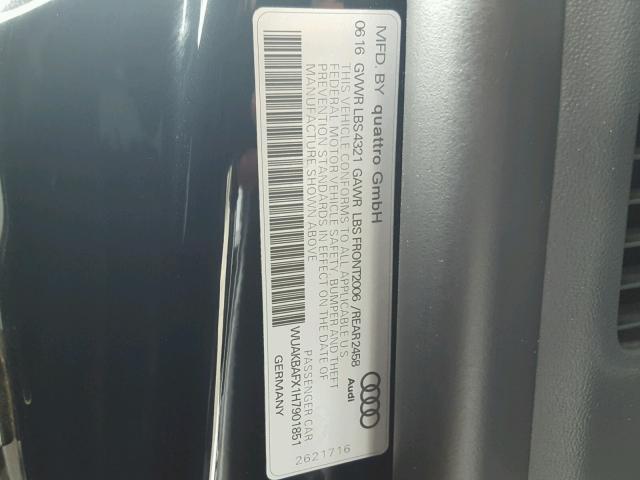 MFD. BY quattro GmbH
Audi
06 16 GVWR LBS 4321 GAWR LBS FRONT2006 /REAR2458
THIS VEHICLE CONFORMS TO ALL APPLICABLE U.S.
FEDERAL MOTOR VEHICLE SAFETY, BUMPER AND THEFT
PREVENTION STANDARDS IN EFFECT ON THE DATE OF
MANUFACTURE SHOWN ABOVE
PASSENGER CAR
WUAKBAFX1H7901851
GERMANY
2621716